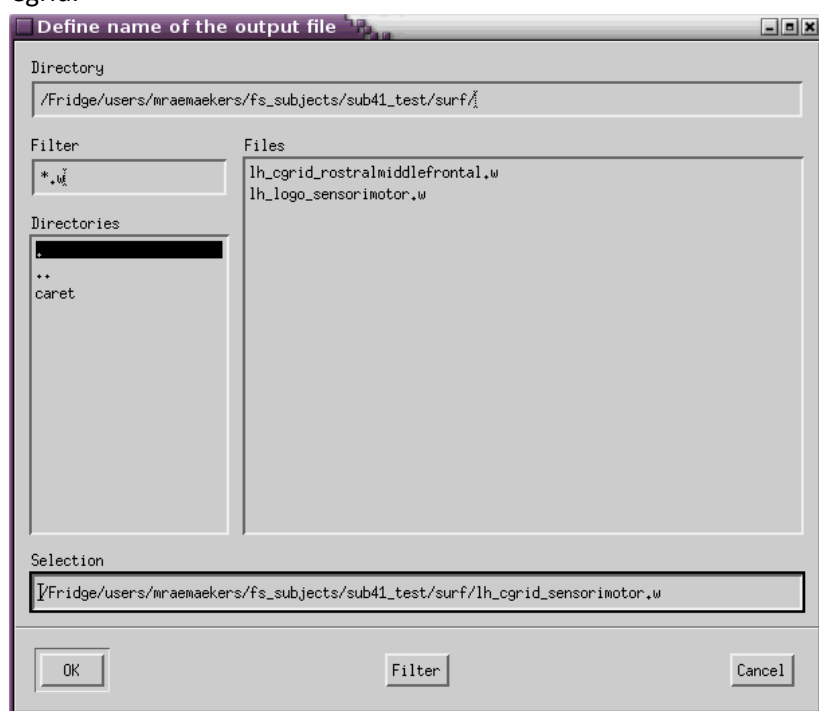 Cgrid.
Define name of the output file
Directory
/Fridge/users/mraemaekers/fs_subjects/sub41_test/surf/
Filter
Files
*.w
lh_cgrid_rostralmiddlefrontal.w
lh_logo_sensorimotor.w
Directories
.
..
caret
Selection
/Fridge/users/mraemaekers/fs_subjects/sub41_test/surf/lh_cgrid_sensorimotor.w
OK
Filter
Cancel